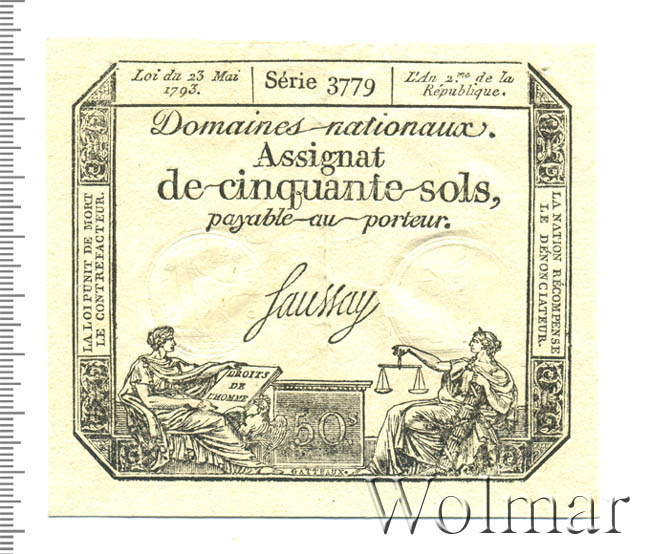 Loi du 23 Mai
1793.
Série 3779
L'An 2.me de la
République.
Domaines nationaux.
Assignat
de cinquante sols,
payable au porteur.
LA LOI PUNIT DE MORT
LE CONTREFACTEUR.
LA NATION RÉCOMPENSE
LE DÉNONCIATEUR.
Saussay
DROITS
DE
L'HOMME
50s
GATTEAUX.
Wolmar